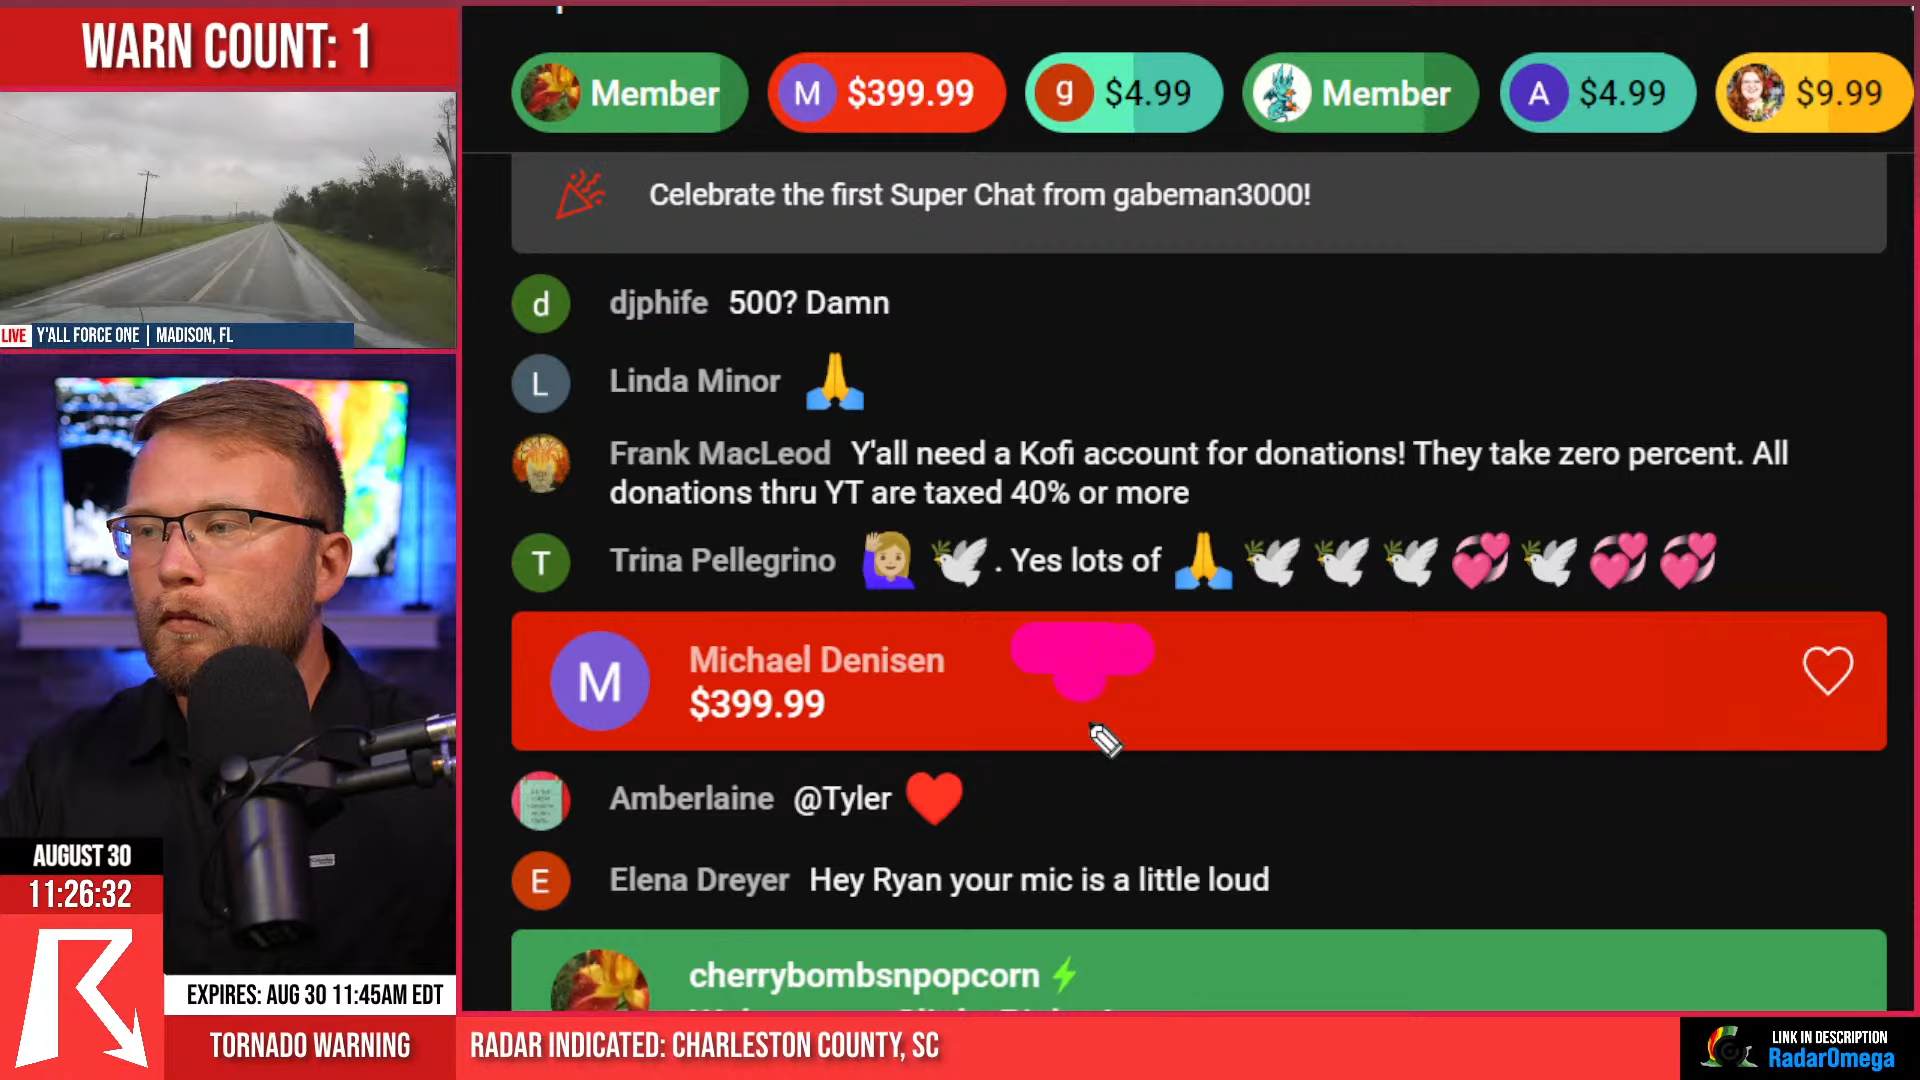 WARN COUNT: 1
LIVE Y'ALL FORCE ONE | MADISON, FL
AUGUST 30
11:26:32
EXPIRES: AUG 30 11:45AM EDT
TORNADO WARNING
RADAR INDICATED: CHARLESTON COUNTY, SC
LINK IN DESCRIPTION
RadarOmega
Member
M $399.99
g $4.99
Member
A $4.99
$9.99
Celebrate the first Super Chat from gabeman3000!
d djphife 500? Damn
L Linda Minor 🙏
Frank MacLeod Y'all need a Kofi account for donations! They take zero percent. All
donations thru YT are taxed 40% or more
T Trina Pellegrino 🙋🏼‍♀️ 🕊️ . Yes lots of 🙏 🕊️ 🕊️ 🕊️ 💞 🕊️ 💞 💞
M Michael Denisen
$399.99
Amberlaine @Tyler ❤️
E Elena Dreyer Hey Ryan your mic is a little loud
cherrybombsnpopcorn ⚡